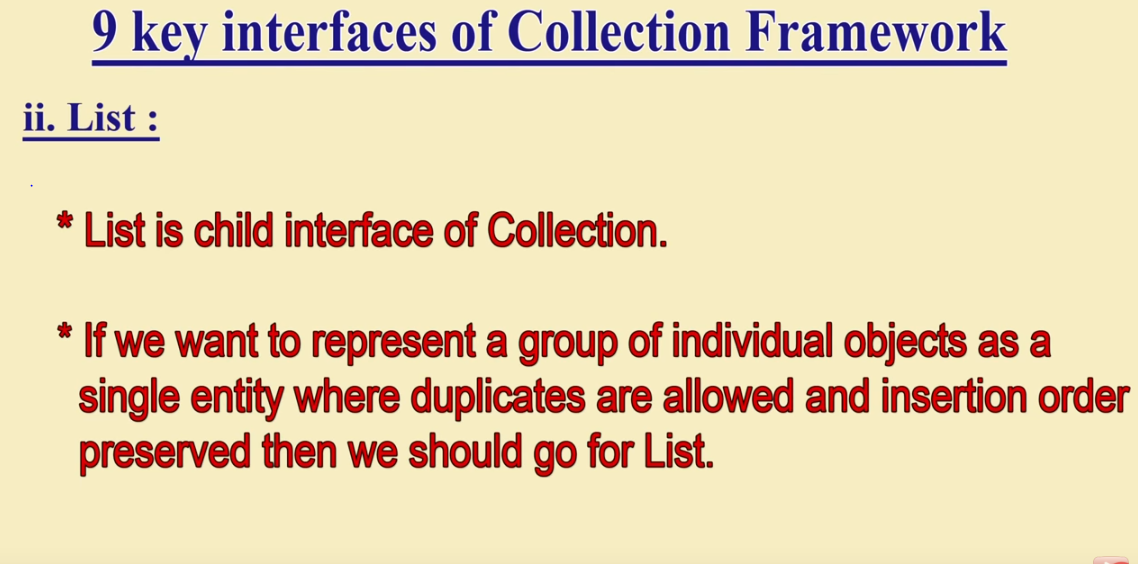 9 key interfaces of Collection Framework
ii. List :
* List is child interface of Collection.
* If we want to represent a group of individual objects as a
single entity where duplicates are allowed and insertion order
preserved then we should go for List.